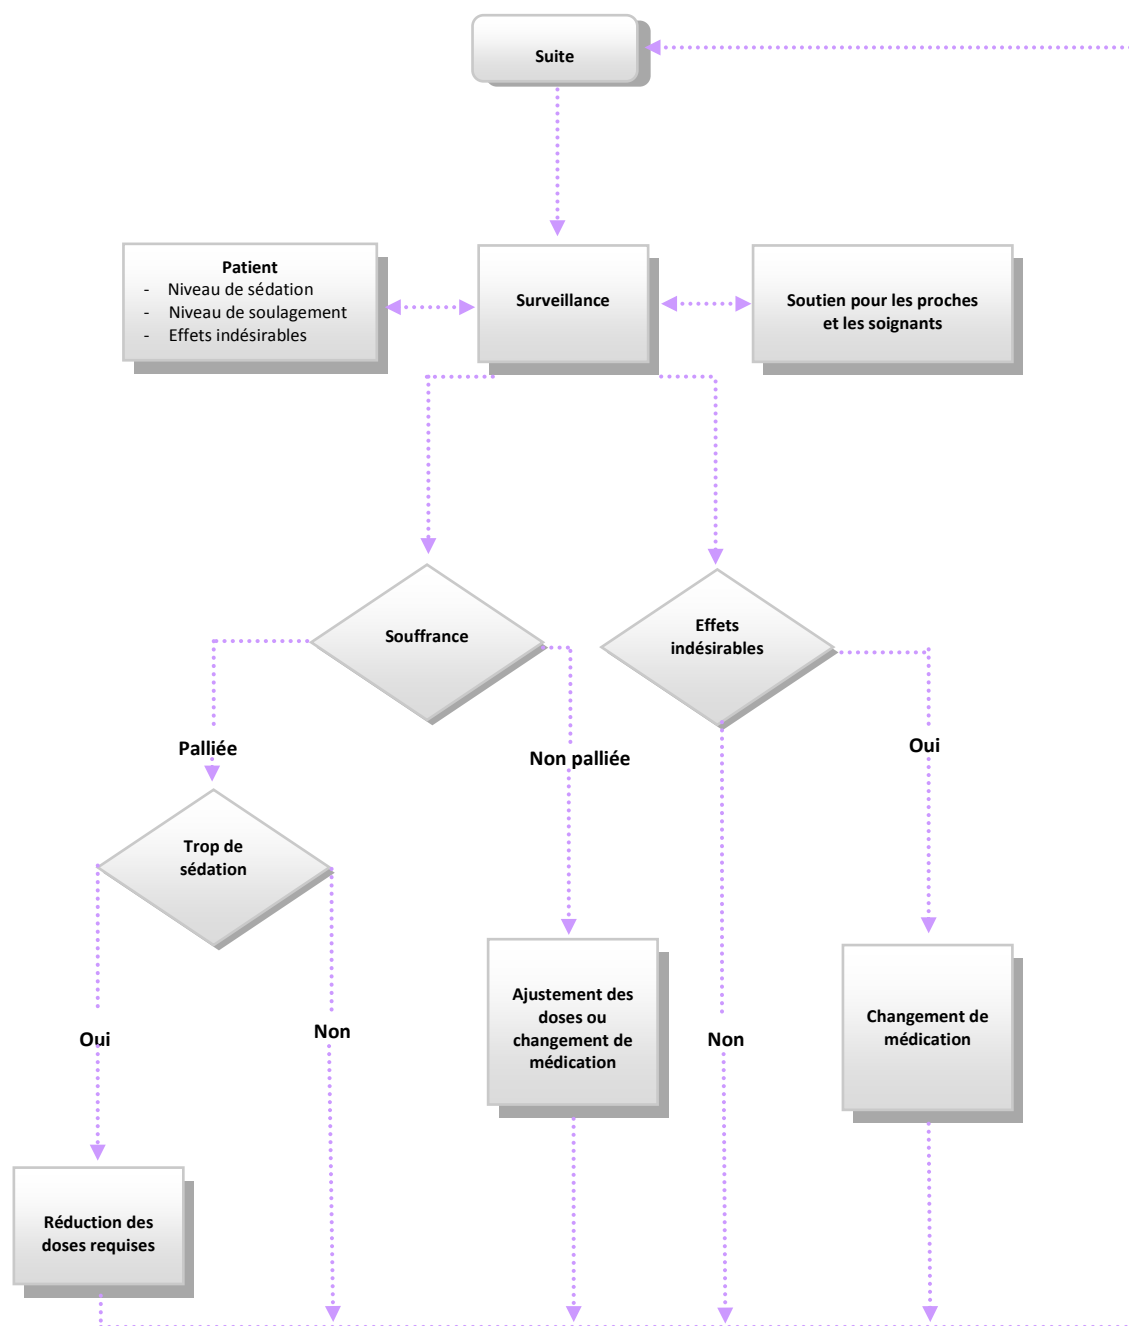 Suite
Patient
- Niveau de sédation
- Niveau de soulagement
- Effets indésirables
Surveillance
Soutien pour les proches
et les soignants
Souffrance
Effets
indésirables
Palliée
Non palliée
Oui
Trop de
sédation
Oui
Non
Ajustement des
doses ou
changement de
médication
Non
Changement de
médication
Réduction des
doses requises